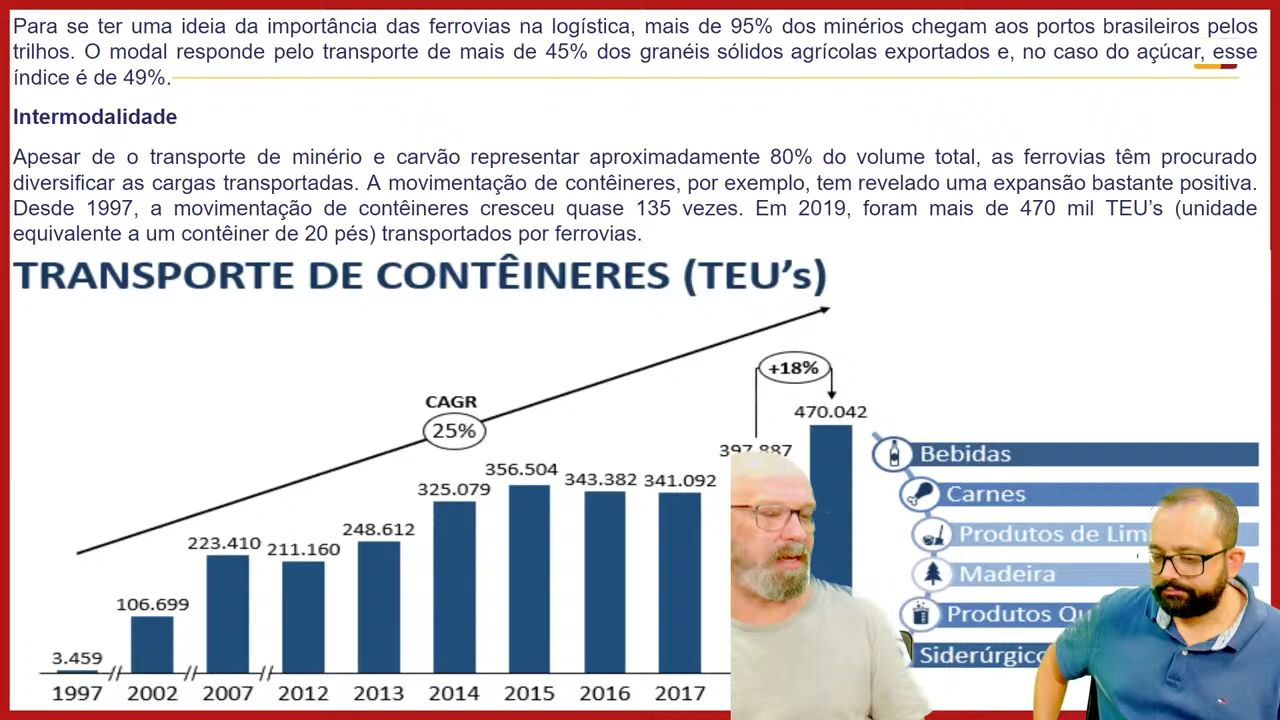 Para se ter uma ideia da importância das ferrovias na logística, mais de 95% dos minérios chegam aos portos brasileiros pelos
trilhos. O modal responde pelo transporte de mais de 45% dos granéis sólidos agrícolas exportados e, no caso do açúcar, esse
índice é de 49%.
Intermodalidade
Apesar de o transporte de minério e carvão representar aproximadamente 80% do volume total, as ferrovias têm procurado
diversificar as cargas transportadas. A movimentação de contêineres, por exemplo, tem revelado uma expansão bastante positiva.
Desde 1997, a movimentação de contêineres cresceu quase 135 vezes. Em 2019, foram mais de 470 mil TEU’s (unidade
equivalente a um contêiner de 20 pés) transportados por ferrovias.
TRANSPORTE DE CONTÊINERES (TEU’s)
+18%
CAGR
25%
470.042
397.887
356.504
343.382
341.092
325.079
248.612
223.410
211.160
106.699
3.459
1997 2002 2007 2012 2013 2014 2015 2016 2017
Bebidas
Carnes
Produtos de
Madeira
Produtos